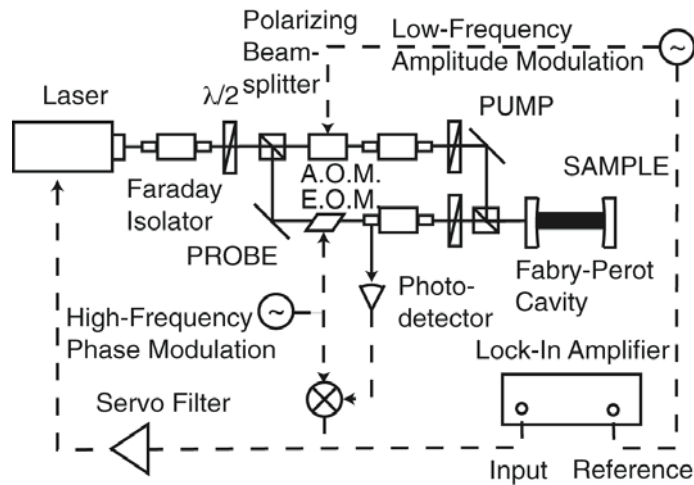 Polarizing
Beam-
splitter
Low-Frequency
Amplitude Modulation
~
Laser
λ/2
PUMP
SAMPLE
A.O.M.
E.O.M.
Faraday
Isolator
PROBE
Fabry-Perot
Cavity
Photo-
detector
~
High-Frequency
Phase Modulation
Lock-In Amplifier
Servo Filter
Input
Reference